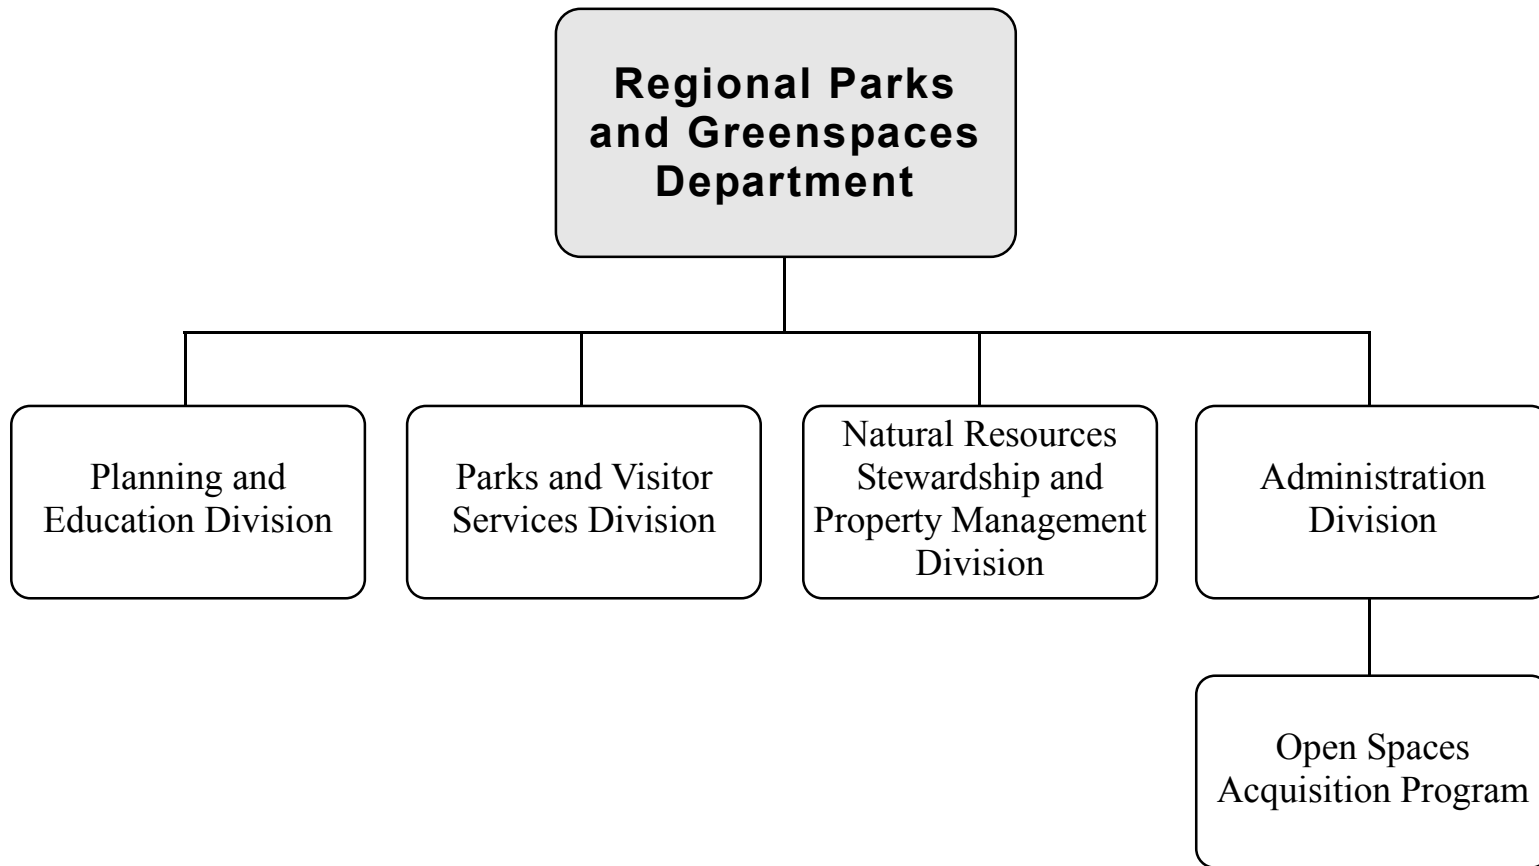 Regional Parks
and Greenspaces
Department
Planning and
Education Division
Parks and Visitor
Services Division
Natural Resources
Stewardship and
Property Management
Division
Administration
Division
Open Spaces
Acquisition Program